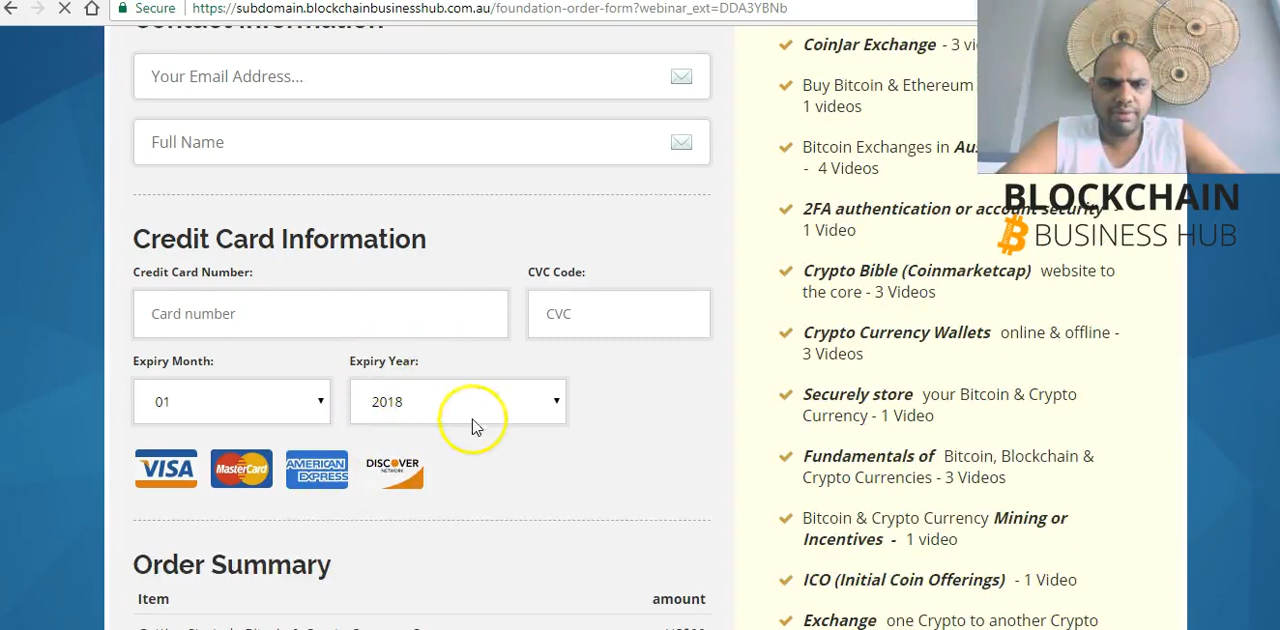 Secure
https://subdomain.blockchainbusinesshub.com.au/foundation-order-form?webinar_ext=DDA3YBNb
Contact Information
Your Email Address...
Full Name
Credit Card Information
Credit Card Number:
CVC Code:
Card number
CVC
Expiry Month:
Expiry Year:
01
2018
VISA
MasterCard
AMERICAN
EXPRESS
DISCOVER
NETWORK
Order Summary
Item
amount
CoinJar Exchange - 3
Buy Bitcoin & Ethereum
1 videos
Bitcoin Exchanges in
- 4 Videos
2FA authentication or account security -
1 Video
Crypto Bible (Coinmarketcap) website to
the core - 3 Videos
Crypto Currency Wallets online & offline -
3 Videos
Securely store your Bitcoin & Crypto
Currency - 1 Video
Fundamentals of Bitcoin, Blockchain &
Crypto Currencies - 3 Videos
Bitcoin & Crypto Currency Mining or
Incentives - 1 video
ICO (Initial Coin Offerings) - 1 Video
Exchange one Crypto to another Crypto
BLOCKCHAIN
BUSINESS HUB